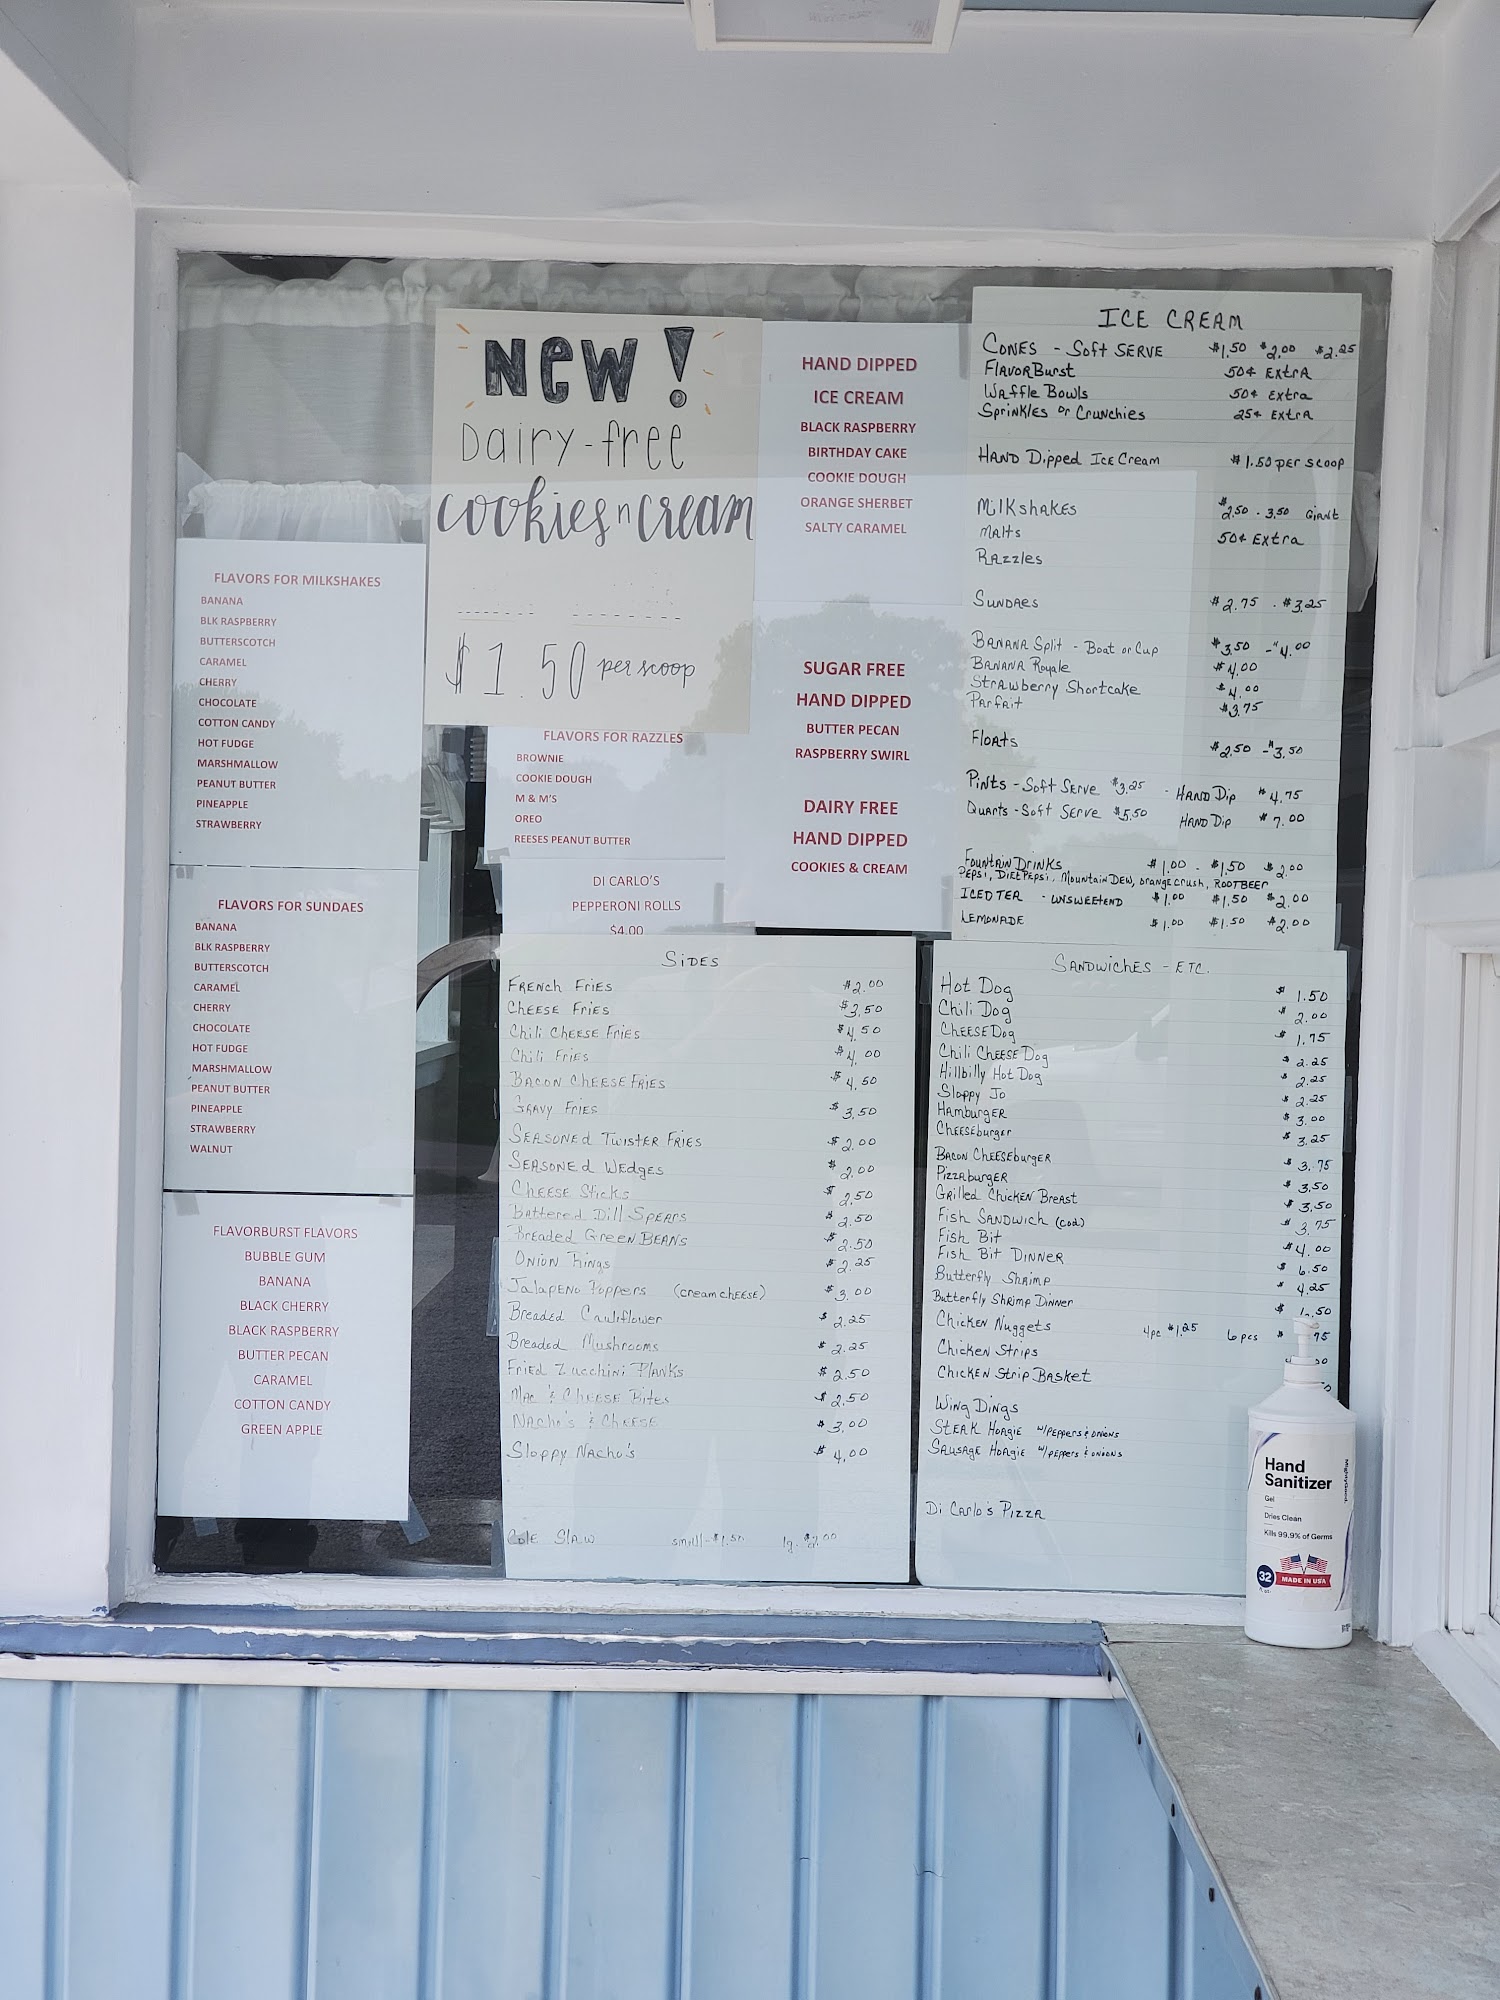 NEW!
Dairy-free
cookies n cream
$1.50 per scoop
FLAVORS FOR MILKSHAKES
BANANA
BLK RASPBERRY
BUTTERSCOTCH
CARAMEL
CHERRY
CHOCOLATE
COTTON CANDY
HOT FUDGE
MARSHMALLOW
PEANUT BUTTER
PINEAPPLE
STRAWBERRY
FLAVORS FOR SUNDAES
BANANA
BLK RASPBERRY
BUTTERSCOTCH
CARAMEL
CHERRY
CHOCOLATE
HOT FUDGE
MARSHMALLOW
PEANUT BUTTER
PINEAPPLE
STRAWBERRY
WALNUT
FLAVORBURST FLAVORS
BUBBLE GUM
BANANA
BLACK CHERRY
BLACK RASPBERRY
BUTTER PECAN
CARAMEL
COTTON CANDY
GREEN APPLE
FLAVORS FOR RAZZLES
BROWNIE
COOKIE DOUGH
M & M'S
OREO
REESES PEANUT BUTTER
DI CARLO'S
PEPPERONI ROLLS
$4.00
HAND DIPPED
ICE CREAM
BLACK RASPBERRY
BIRTHDAY CAKE
COOKIE DOUGH
ORANGE SHERBET
SALTY CARAMEL
SUGAR FREE
HAND DIPPED
BUTTER PECAN
RASPBERRY SWIRL
DAIRY FREE
HAND DIPPED
COOKIES & CREAM
ICE CREAM
CONES - Soft SERVE $1.50 $2.00 $2.25
FlavorBurst 50¢ Extra
Waffle Bowls 50¢ Extra
Sprinkles or Crunchies 25¢ Extra
Hand Dipped Ice Cream $1.50 per scoop
Milkshakes $2.50 - 3.50 Giant
Malts 50¢ Extra
Razzles
Sundaes $2.75 - $3.25
Banana Split - Boat or Cup $3.50 - $4.00
Banana Royale $4.00
Strawberry Shortcake $4.00
Parfait $3.75
Floats $2.50 - $3.50
Pints - Soft Serve $3.25 - Hand Dip $4.75
Quarts - Soft Serve $5.50 Hand Dip $7.00
Fountain Drinks $1.00 - $1.50 $2.00
Pepsi, Diet Pepsi, Mountain Dew, Orange Crush, Rootbeer
Iced Tea - Unsweetend $1.00 $1.50 $2.00
Lemonade $1.00 $1.50 $2.00
SIDES
French Fries $2.00
Cheese Fries $3.50
Chili Cheese Fries $4.50
Chili Fries $4.00
Bacon Cheese Fries $4.50
Gravy Fries $3.50
Seasoned Twister Fries $2.00
Seasoned Wedges $2.00
Cheese Sticks $2.50
Battered Dill Spears $2.50
Breaded Green Beans $2.50
Onion Rings $2.25
Jalapeno Poppers (cream cheese) $3.00
Breaded Cauliflower $2.25
Breaded Mushrooms $2.25
Fried Zucchini Planks $2.50
Mac & Cheese Bites $2.50
Nacho's & Cheese $3.00
Sloppy Nacho's $4.00
Cole Slaw small - $1.50 lg. $2.00
SANDWICHES - ETC.
Hot Dog $1.50
Chili Dog $2.00
Cheese Dog $1.75
Chili Cheese Dog $2.25
Hillbilly Hot Dog $2.25
Sloppy Jo $2.25
Hamburger $3.00
Cheeseburger $3.25
Bacon Cheeseburger $3.75
Pizzaburger $3.50
Grilled Chicken Breast $3.50
Fish Sandwich (cod) $3.75
Fish Bit $4.00
Fish Bit Dinner $6.50
Butterfly Shrimp $4.25
Butterfly Shrimp Dinner $
Chicken Nuggets 4pc $1.25 6pcs $
Chicken Strips
Chicken Strip Basket
Wing Dings
Steak Hoagie w/peppers & onions
Sausage Hoagie w/peppers & onions
Di Carlo's Pizza
Hand
Sanitizer
Gel
Dries Clean
Kills 99.9% of Germs
32
MADE IN USA